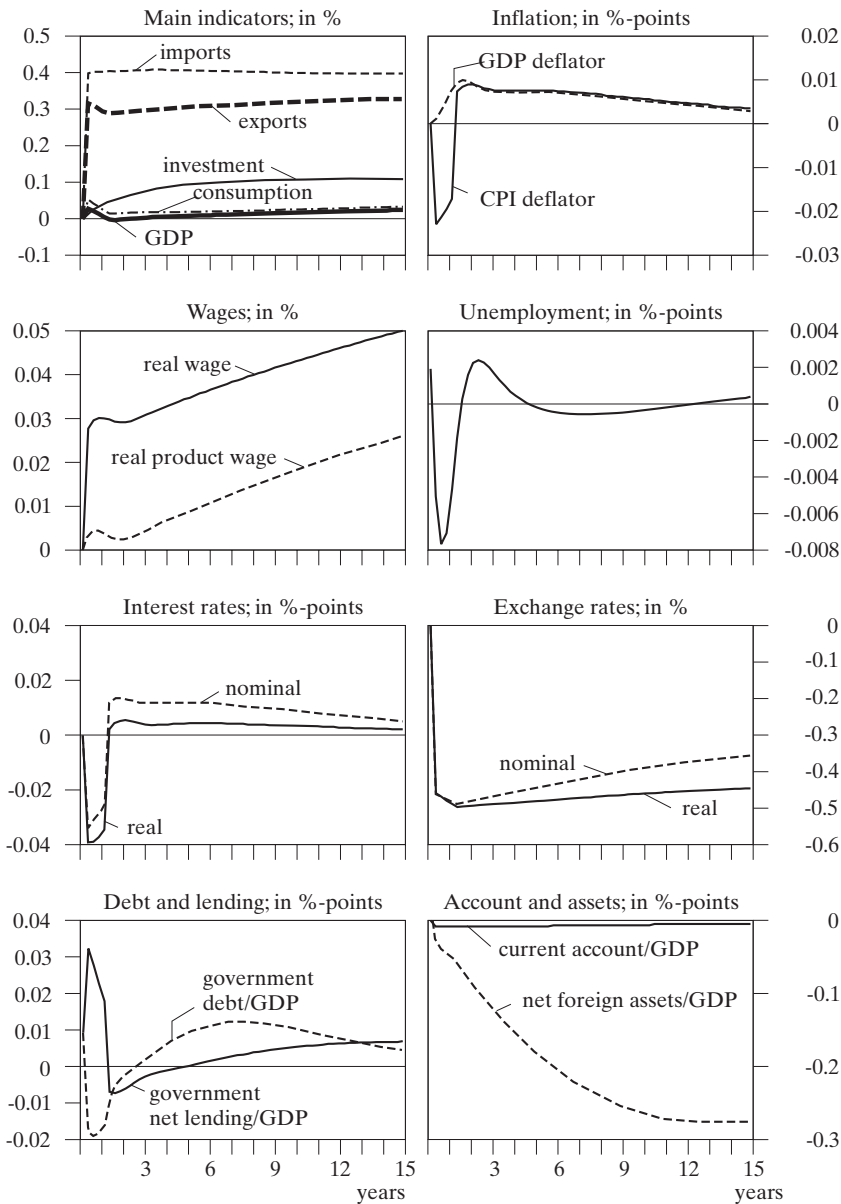 Main indicators; in %
0.5
0.4
0.3
0.2
0.1
0
-0.1
imports
exports
investment
consumption
GDP
Inflation; in %-points
0.02
0.01
0
-0.01
-0.02
-0.03
GDP deflator
CPI deflator
Wages; in %
0.05
0.04
0.03
0.02
0.01
0
real wage
real product wage
Unemployment; in %-points
0.004
0.002
0
-0.002
-0.004
-0.006
-0.008
Interest rates; in %-points
0.04
0.02
0
-0.02
-0.04
nominal
real
Exchange rates; in %
0
-0.1
-0.2
-0.3
-0.4
-0.5
-0.6
nominal
real
Debt and lending; in %-points
0.04
0.03
0.02
0.01
0
-0.01
-0.02
government
debt/GDP
government
net lending/GDP
3 6 9 12 15
years
Account and assets; in %-points
0
-0.1
-0.2
-0.3
current account/GDP
net foreign assets/GDP
3 6 9 12 15
years